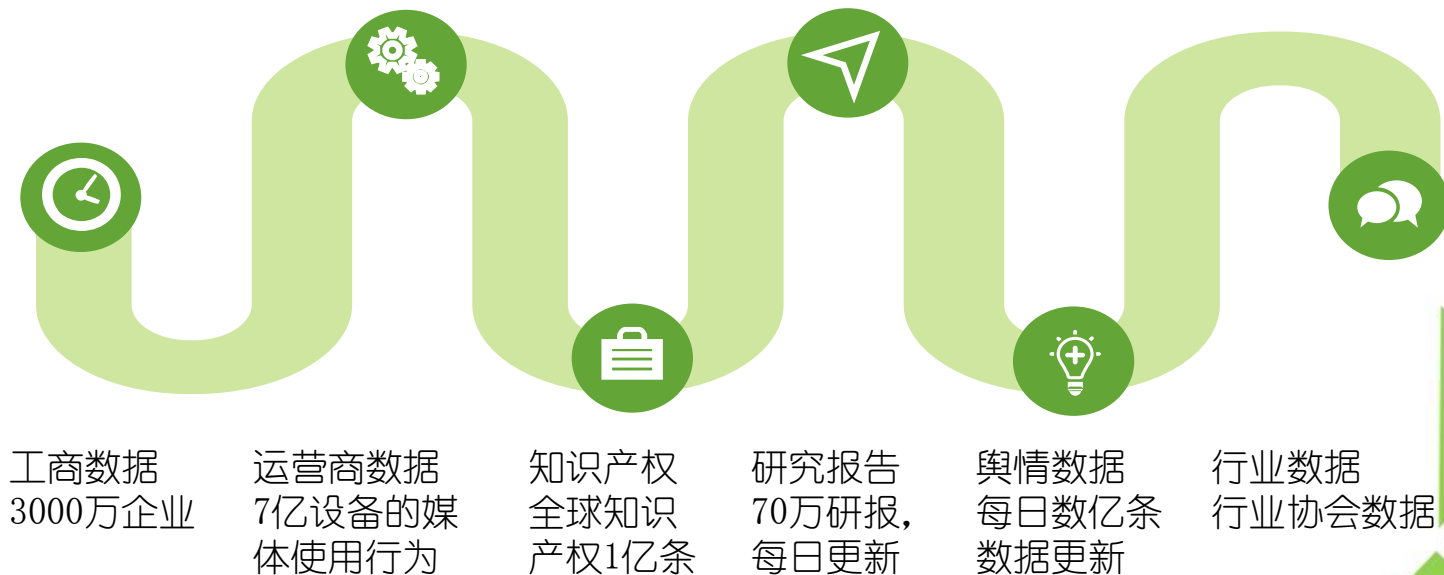 工商数据
3000万企业
运营商数据
7亿设备的媒
体使用行为
知识产权
全球知识
产权1亿条
研究报告
70万研报，
每日更新
舆情数据
每日数亿条
数据更新
行业数据
行业协会数据